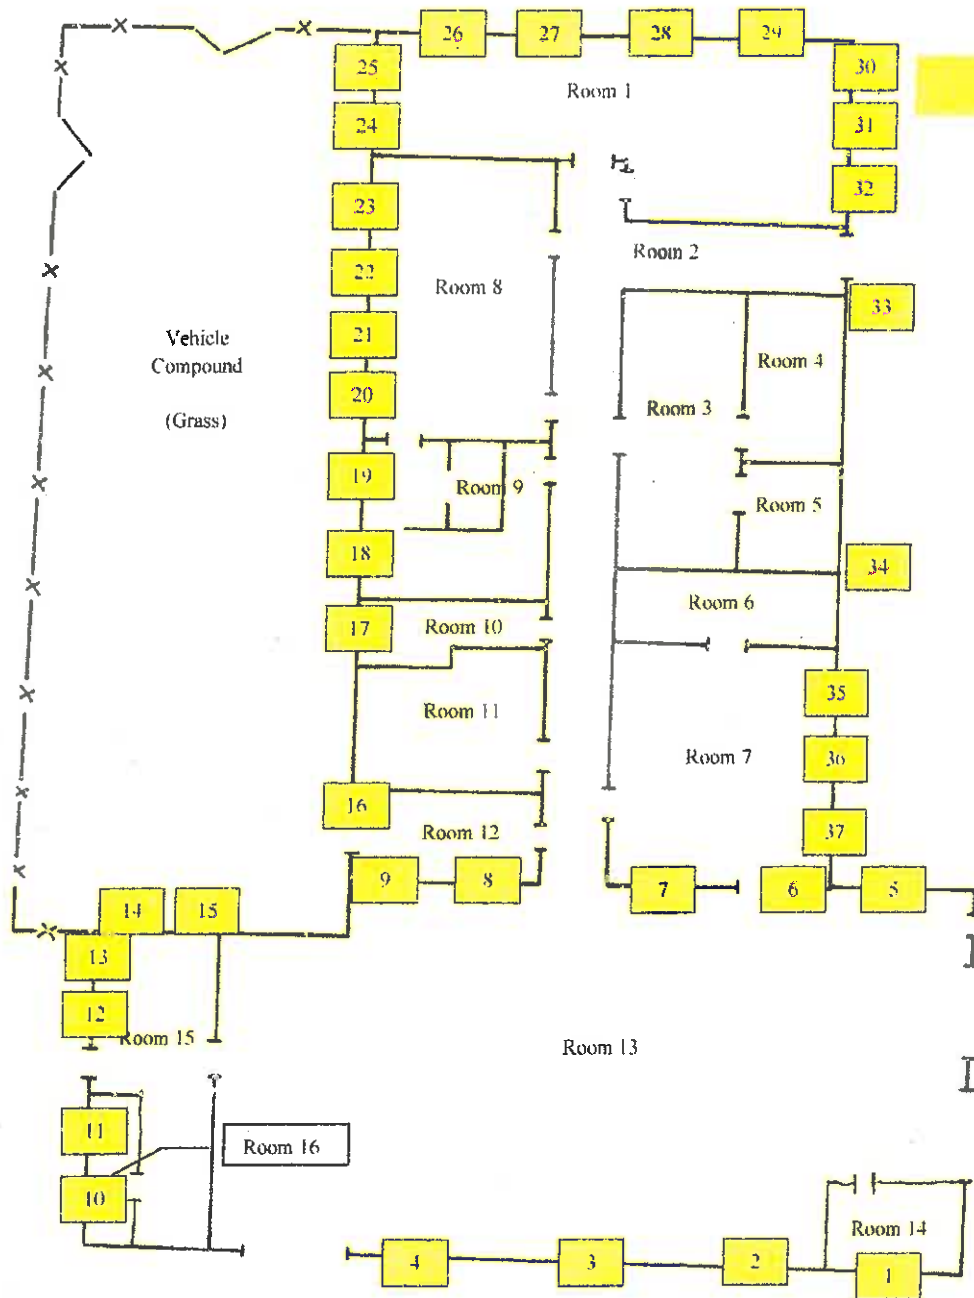 26 27 28 29
25 30
Room 1
24 31
32
23
Room 2
22 Room 8
33
Vehicle
Compound
(Grass)
21
Room 4
20
Room 3
19 Room 9
Room 5
18
34
Room 6
17 Room 10
35
Room 11
36
Room 7
16
Room 12
37
9 8 7 6 5
14 15
13
12
Room 15
Room 13
11
Room 16
10
Room 14
4 3 2 1